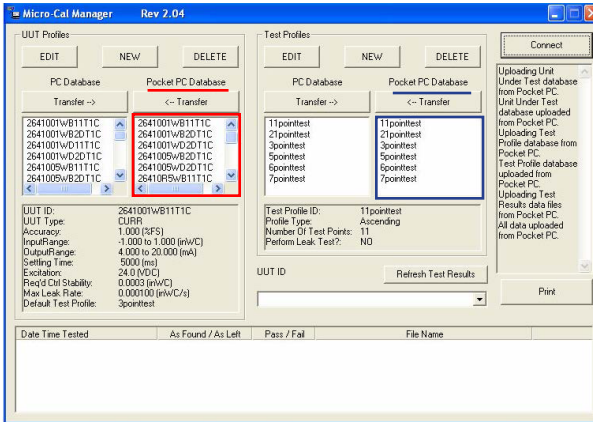 Micro-Cal Manager Rev 2.04
UUT Profiles
EDIT NEW DELETE
PC Database Pocket PC Database
Transfer --> <-- Transfer
2641001WB11T1C
2641001WB2DT1C
2641001WD11T1C
2641001WD2DT1C
2641005WB11T1C
2641005WB2DT1C
2641001WB11T1C
2641001WB2DT1C
2641001WD2DT1C
2641005WB2DT1C
2641005WD2DT1C
2641R5WB11T1C
UUT ID: 2641001WB11T1C
UUT Type: CURR
Accuracy: 1.000 (%FS)
InputRange: -1.000 to 1.000 (inWC)
OutputRange: 4.000 to 20.000 (mA)
Settling Time: 5000 (ms)
Excitation: 24.0 (VDC)
Req'd Ctrl Stability: 0.0003 (inWC)
Max Leak Rate: 0.000100 (inWC/s)
Default Test Profile: 3pointtest
Test Profiles
EDIT NEW DELETE
PC Database Pocket PC Database
Transfer --> <-- Transfer
11pointtest
21pointtest
3pointtest
5pointtest
6pointtest
7pointtest
11pointtest
21pointtest
3pointtest
5pointtest
6pointtest
7pointtest
Test Profile ID: 11pointtest
Profile Type: Ascending
Number Of Test Points: 11
Perform Leak Test?: NO
UUT ID
Refresh Test Results
Connect
Uploading Unit
Under Test database
from Pocket PC.
Unit Under Test
database uploaded
from Pocket PC.
Uploading Test
Profile database from
Pocket PC.
Test Profile database
uploaded from
Pocket PC.
Uploading Test
Results data files
from Pocket PC.
All data uploaded
from Pocket PC.
Print
Date Time Tested As Found / As Left Pass / Fail File Name